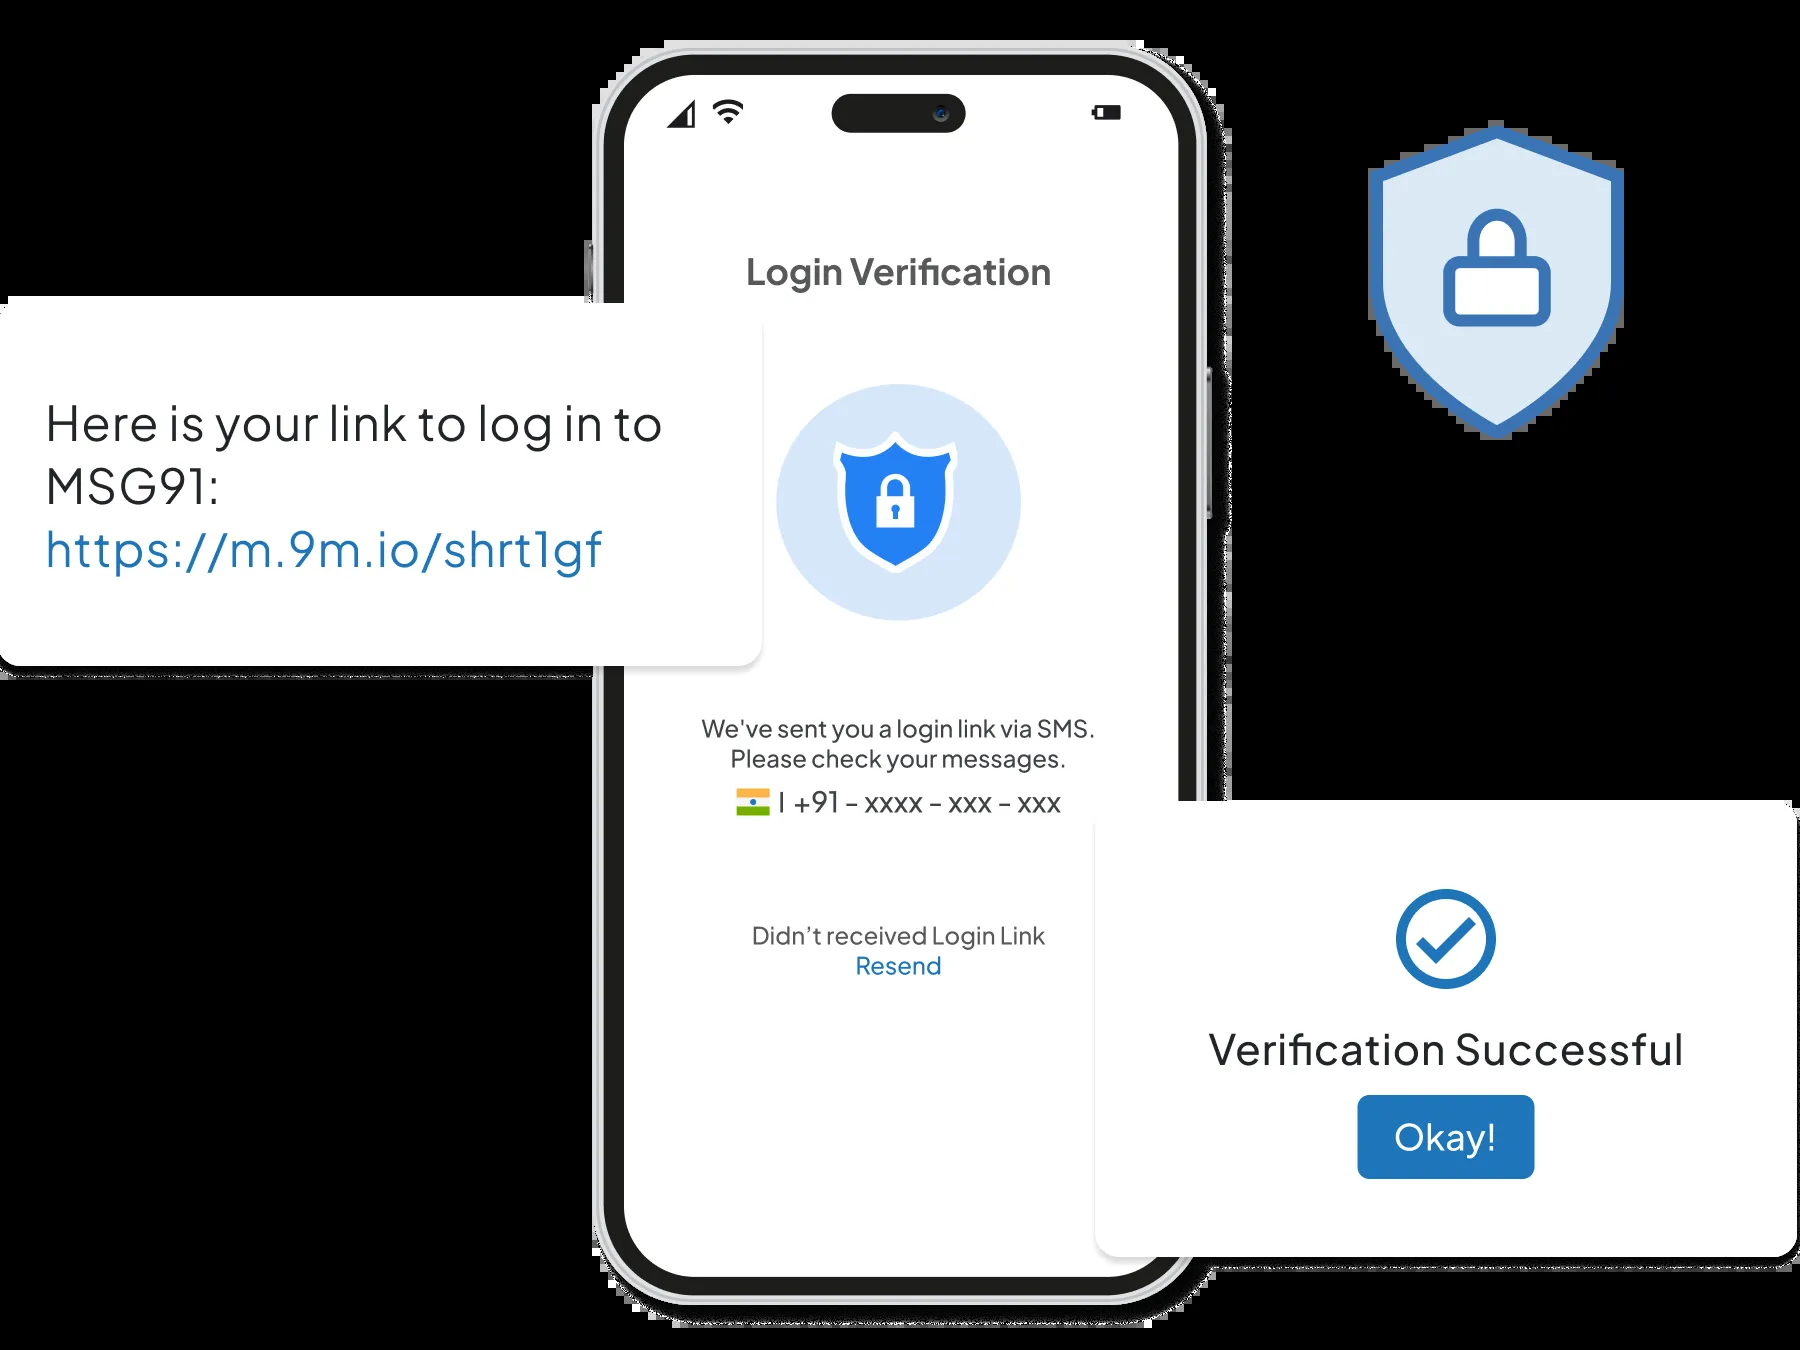 Login Verification
Here is your link to log in to
MSG91:
https://m.9m.io/shrt1gf
We've sent you a login link via SMS.
Please check your messages.
| +91 - xxxx - xxx - xxx
Didn’t received Login Link
Resend
Verification Successful
Okay!